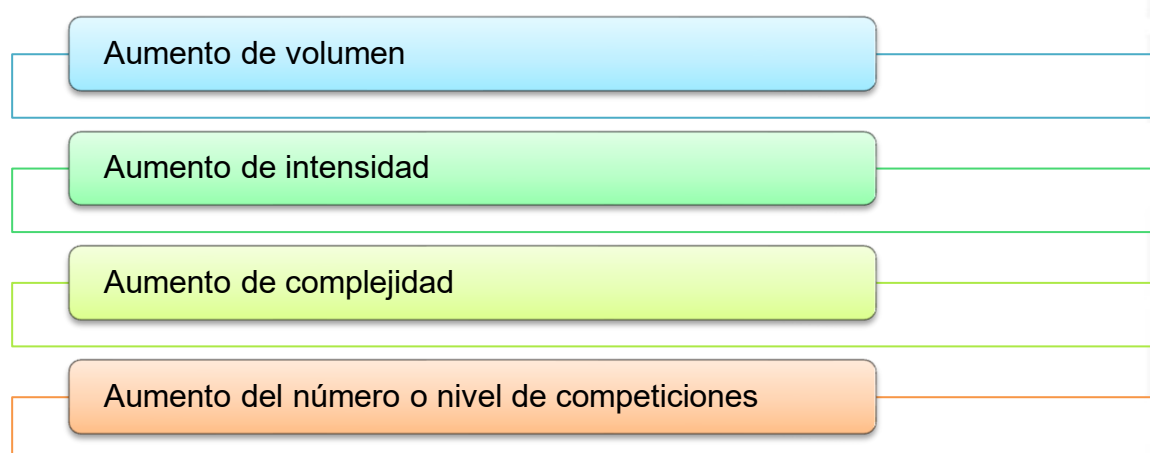 Aumento de volumen
Aumento de intensidad
Aumento de complejidad
Aumento del número o nivel de competiciones